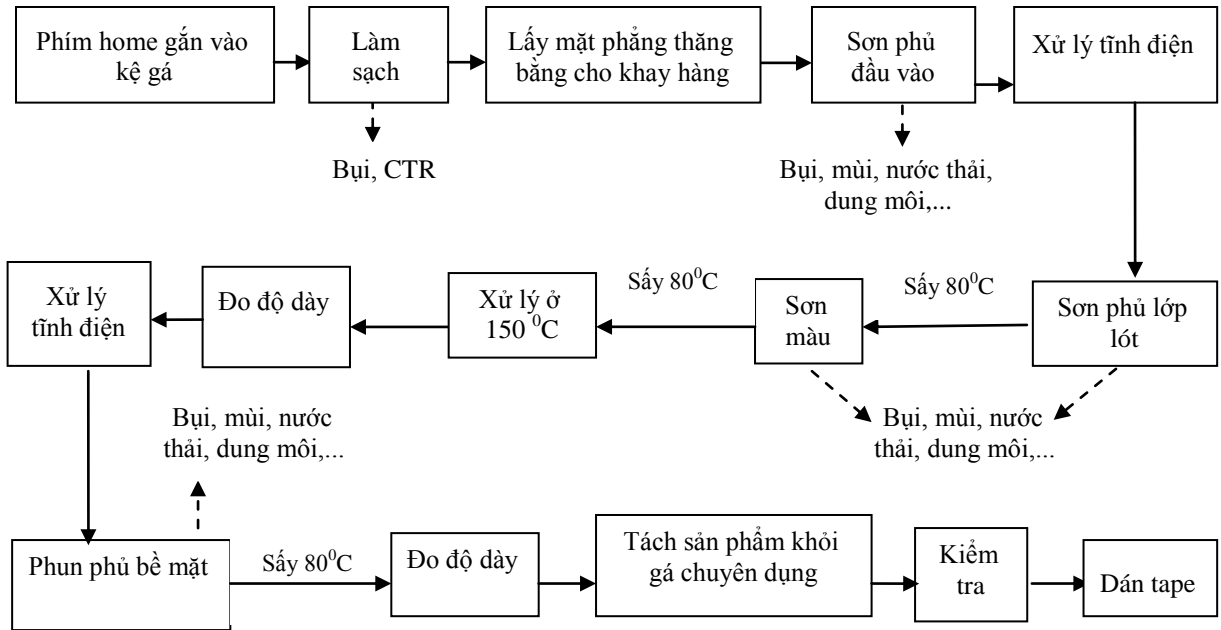 Phím home gắn vào
kệ gá
Làm
sạch
Lấy mặt phẳng thăng
bằng cho khay hàng
Sơn phủ
đầu vào
Xử lý tĩnh điện
Bụi, CTR
Bụi, mùi, nước thải,
dung môi,...
Xử lý
tĩnh điện
Đo độ dày
Xử lý ở
150 ⁰C
Sấy 80⁰C
Sơn
màu
Sấy 80⁰C
Sơn phủ lớp
lót
Bụi, mùi, nước
thải, dung môi,...
Bụi, mùi, nước
thải, dung môi,...
Phun phủ bề mặt
Sấy 80⁰C
Đo độ dày
Tách sản phẩm khỏi
gá chuyên dụng
Kiểm
tra
Dán tape